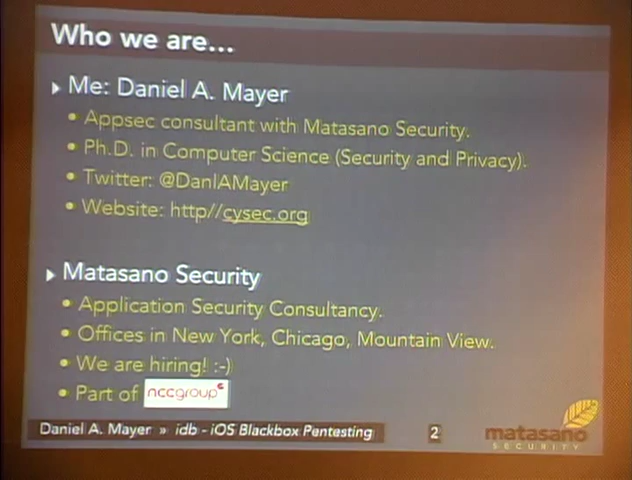 Who we are...
Me: Daniel A. Mayer
Appsec consultant with Matasano Security.
Ph.D. in Computer Science (Security and Privacy).
Twitter: @DanlAMayer
Website: http//cysec.org
Matasano Security
Application Security Consultancy.
Offices in New York, Chicago, Mountain View.
We are hiring! :-)
Part of nccgroup
Daniel A. Mayer » idb - iOS Blackbox Pentesting 2
matasano
SECURITY